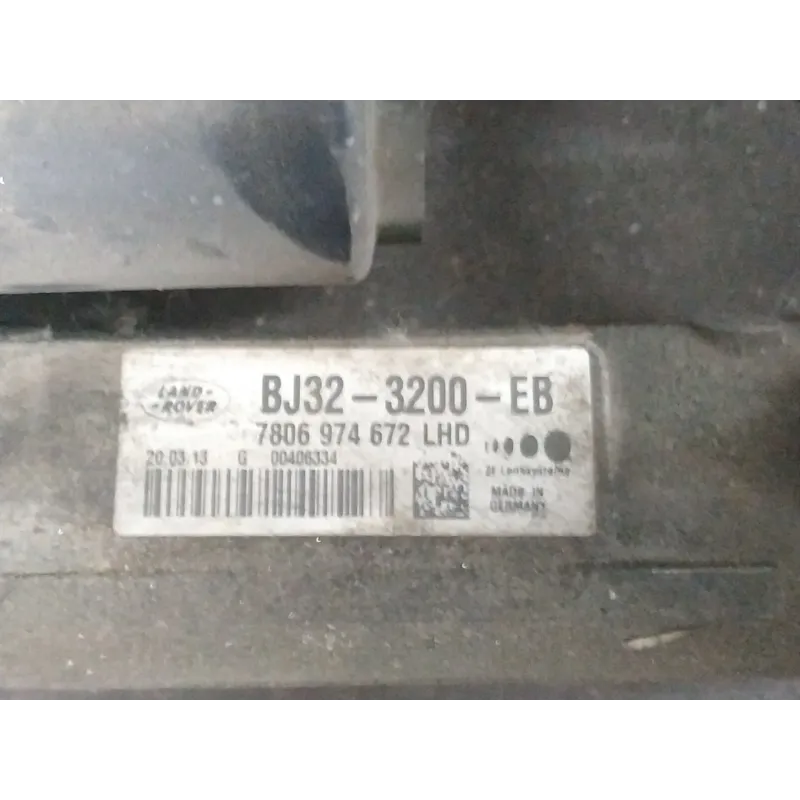 LAND-
-ROVER
BJ32-3200-EB
7806 974 672 LHD
20.03.13 G 00406334
ZF Lenksysteme
MADE IN
GERMANY